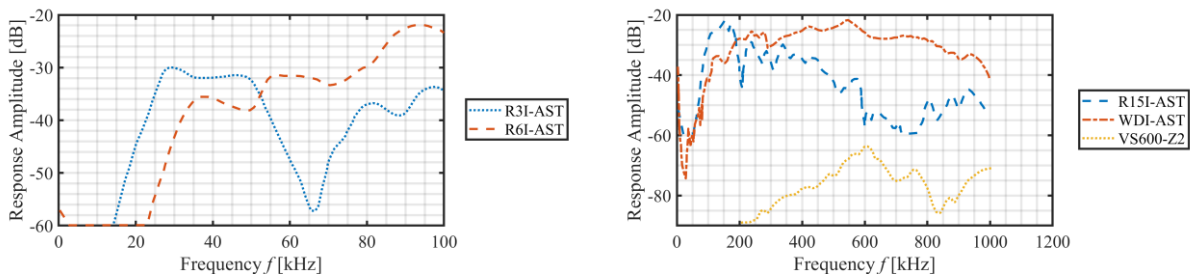 -20
-30
-40
-50
-60
0
20
40
60
80
100
Response Amplitude [dB]
Frequency f [kHz]
R3I-AST
R6I-AST
-20
-40
-60
-80
0
200
400
600
800
1000
1200
Response Amplitude [dB]
Frequency f [kHz]
R15I-AST
WDI-AST
VS600-Z2